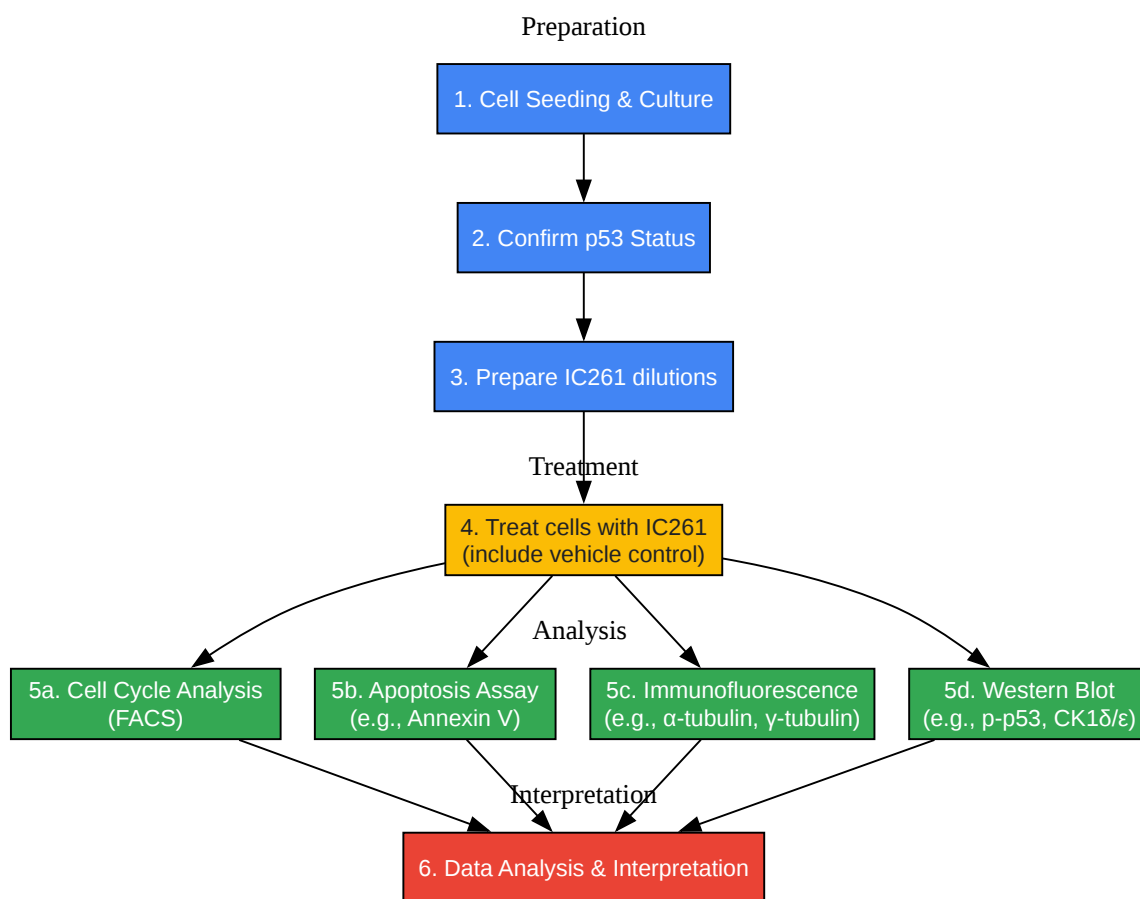 Preparation
1. Cell Seeding & Culture
2. Confirm p53 Status
3. Prepare IC261 dilutions
Treatment
4. Treat cells with IC261
(include vehicle control)
Analysis
5a. Cell Cycle Analysis
(FACS)
5b. Apoptosis Assay
(e.g., Annexin V)
5c. Immunofluorescence
(e.g., α-tubulin, γ-tubulin)
5d. Western Blot
(e.g., p-p53, CK1δ/ε)
Interpretation
6. Data Analysis & Interpretation